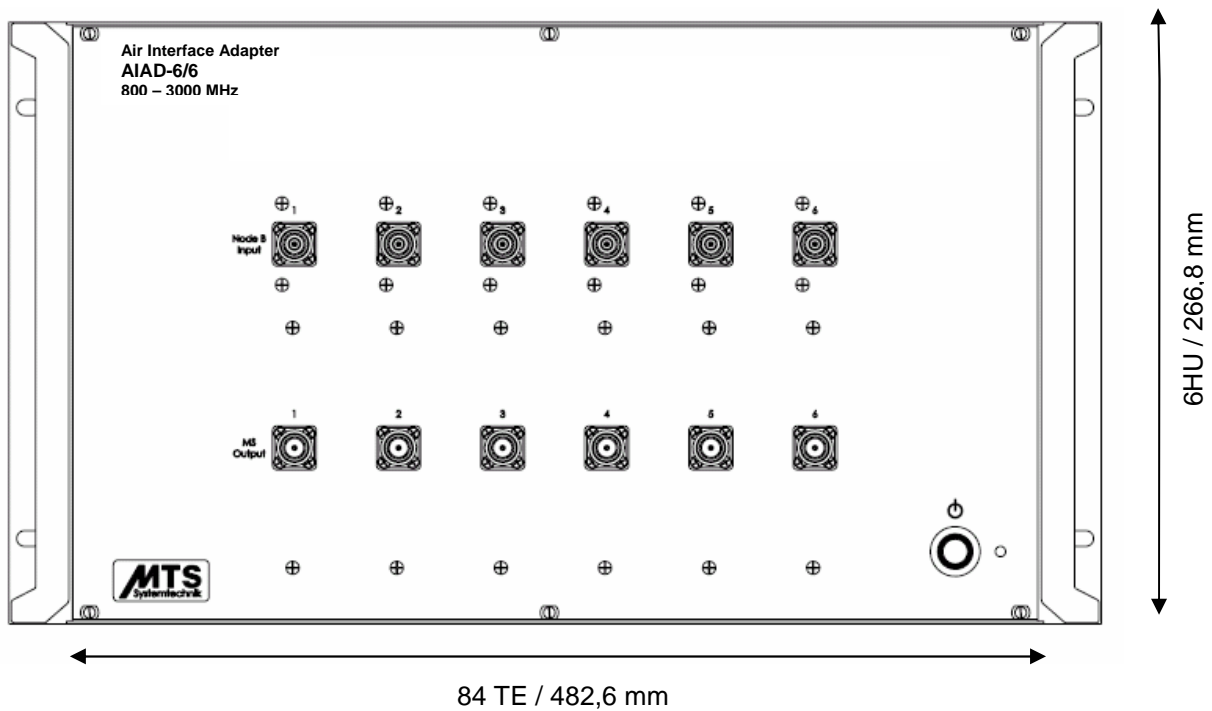 Air Interface Adapter
AIAD-6/6
800 – 3000 MHz
1 2 3 4 5 6
Node B
Input
1 2 3 4 5 6
MS
Output
MTS
Systemtechnik
6HU / 266,8 mm
84 TE / 482,6 mm